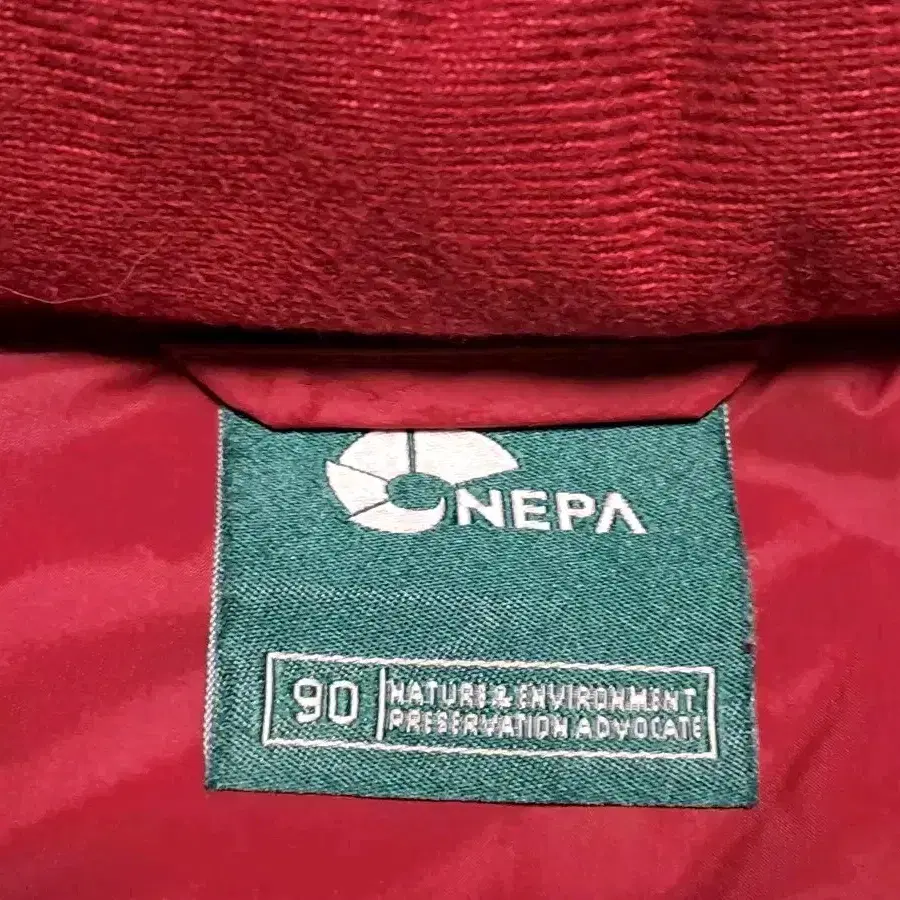 NEPA
90
NATURE & ENVIRONMENT
PRESERVATION ADVOCATE